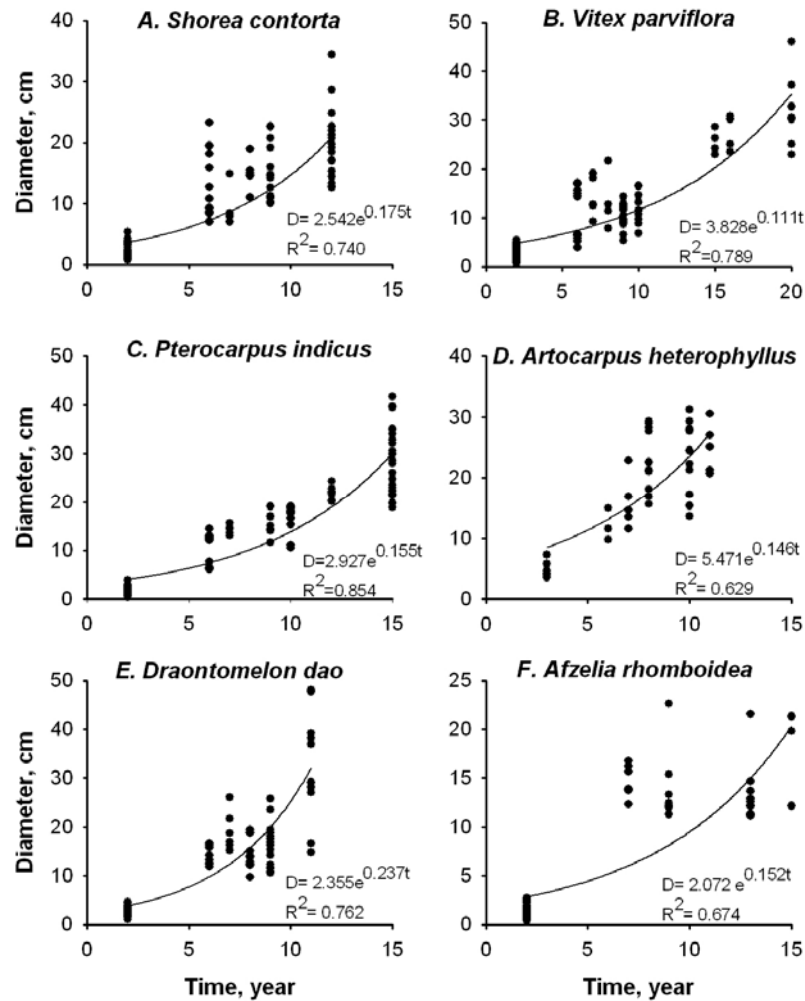 A. Shorea contorta
Diameter, cm
40
30
20
10
0
0 5 10 15
D= 2.542e^0.175t
R^2= 0.740
B. Vitex parviflora
50
40
30
20
10
0
0 5 10 15 20
D= 3.828e^0.111t
R^2= 0.789
C. Pterocarpus indicus
Diameter, cm
50
40
30
20
10
0
0 5 10 15
D=2.927e^0.155t
R^2=0.854
D. Artocarpus heterophyllus
40
30
20
10
0
0 5 10 15
D= 5.471e^0.146t
R^2= 0.629
E. Draontomelon dao
Diameter, cm
50
40
30
20
10
0
0 5 10 15
D= 2.355e^0.237t
R^2= 0.762
Time, year
F. Afzelia rhomboidea
25
20
15
10
5
0
0 5 10 15
D= 2.072 e^0.152t
R^2= 0.674
Time, year